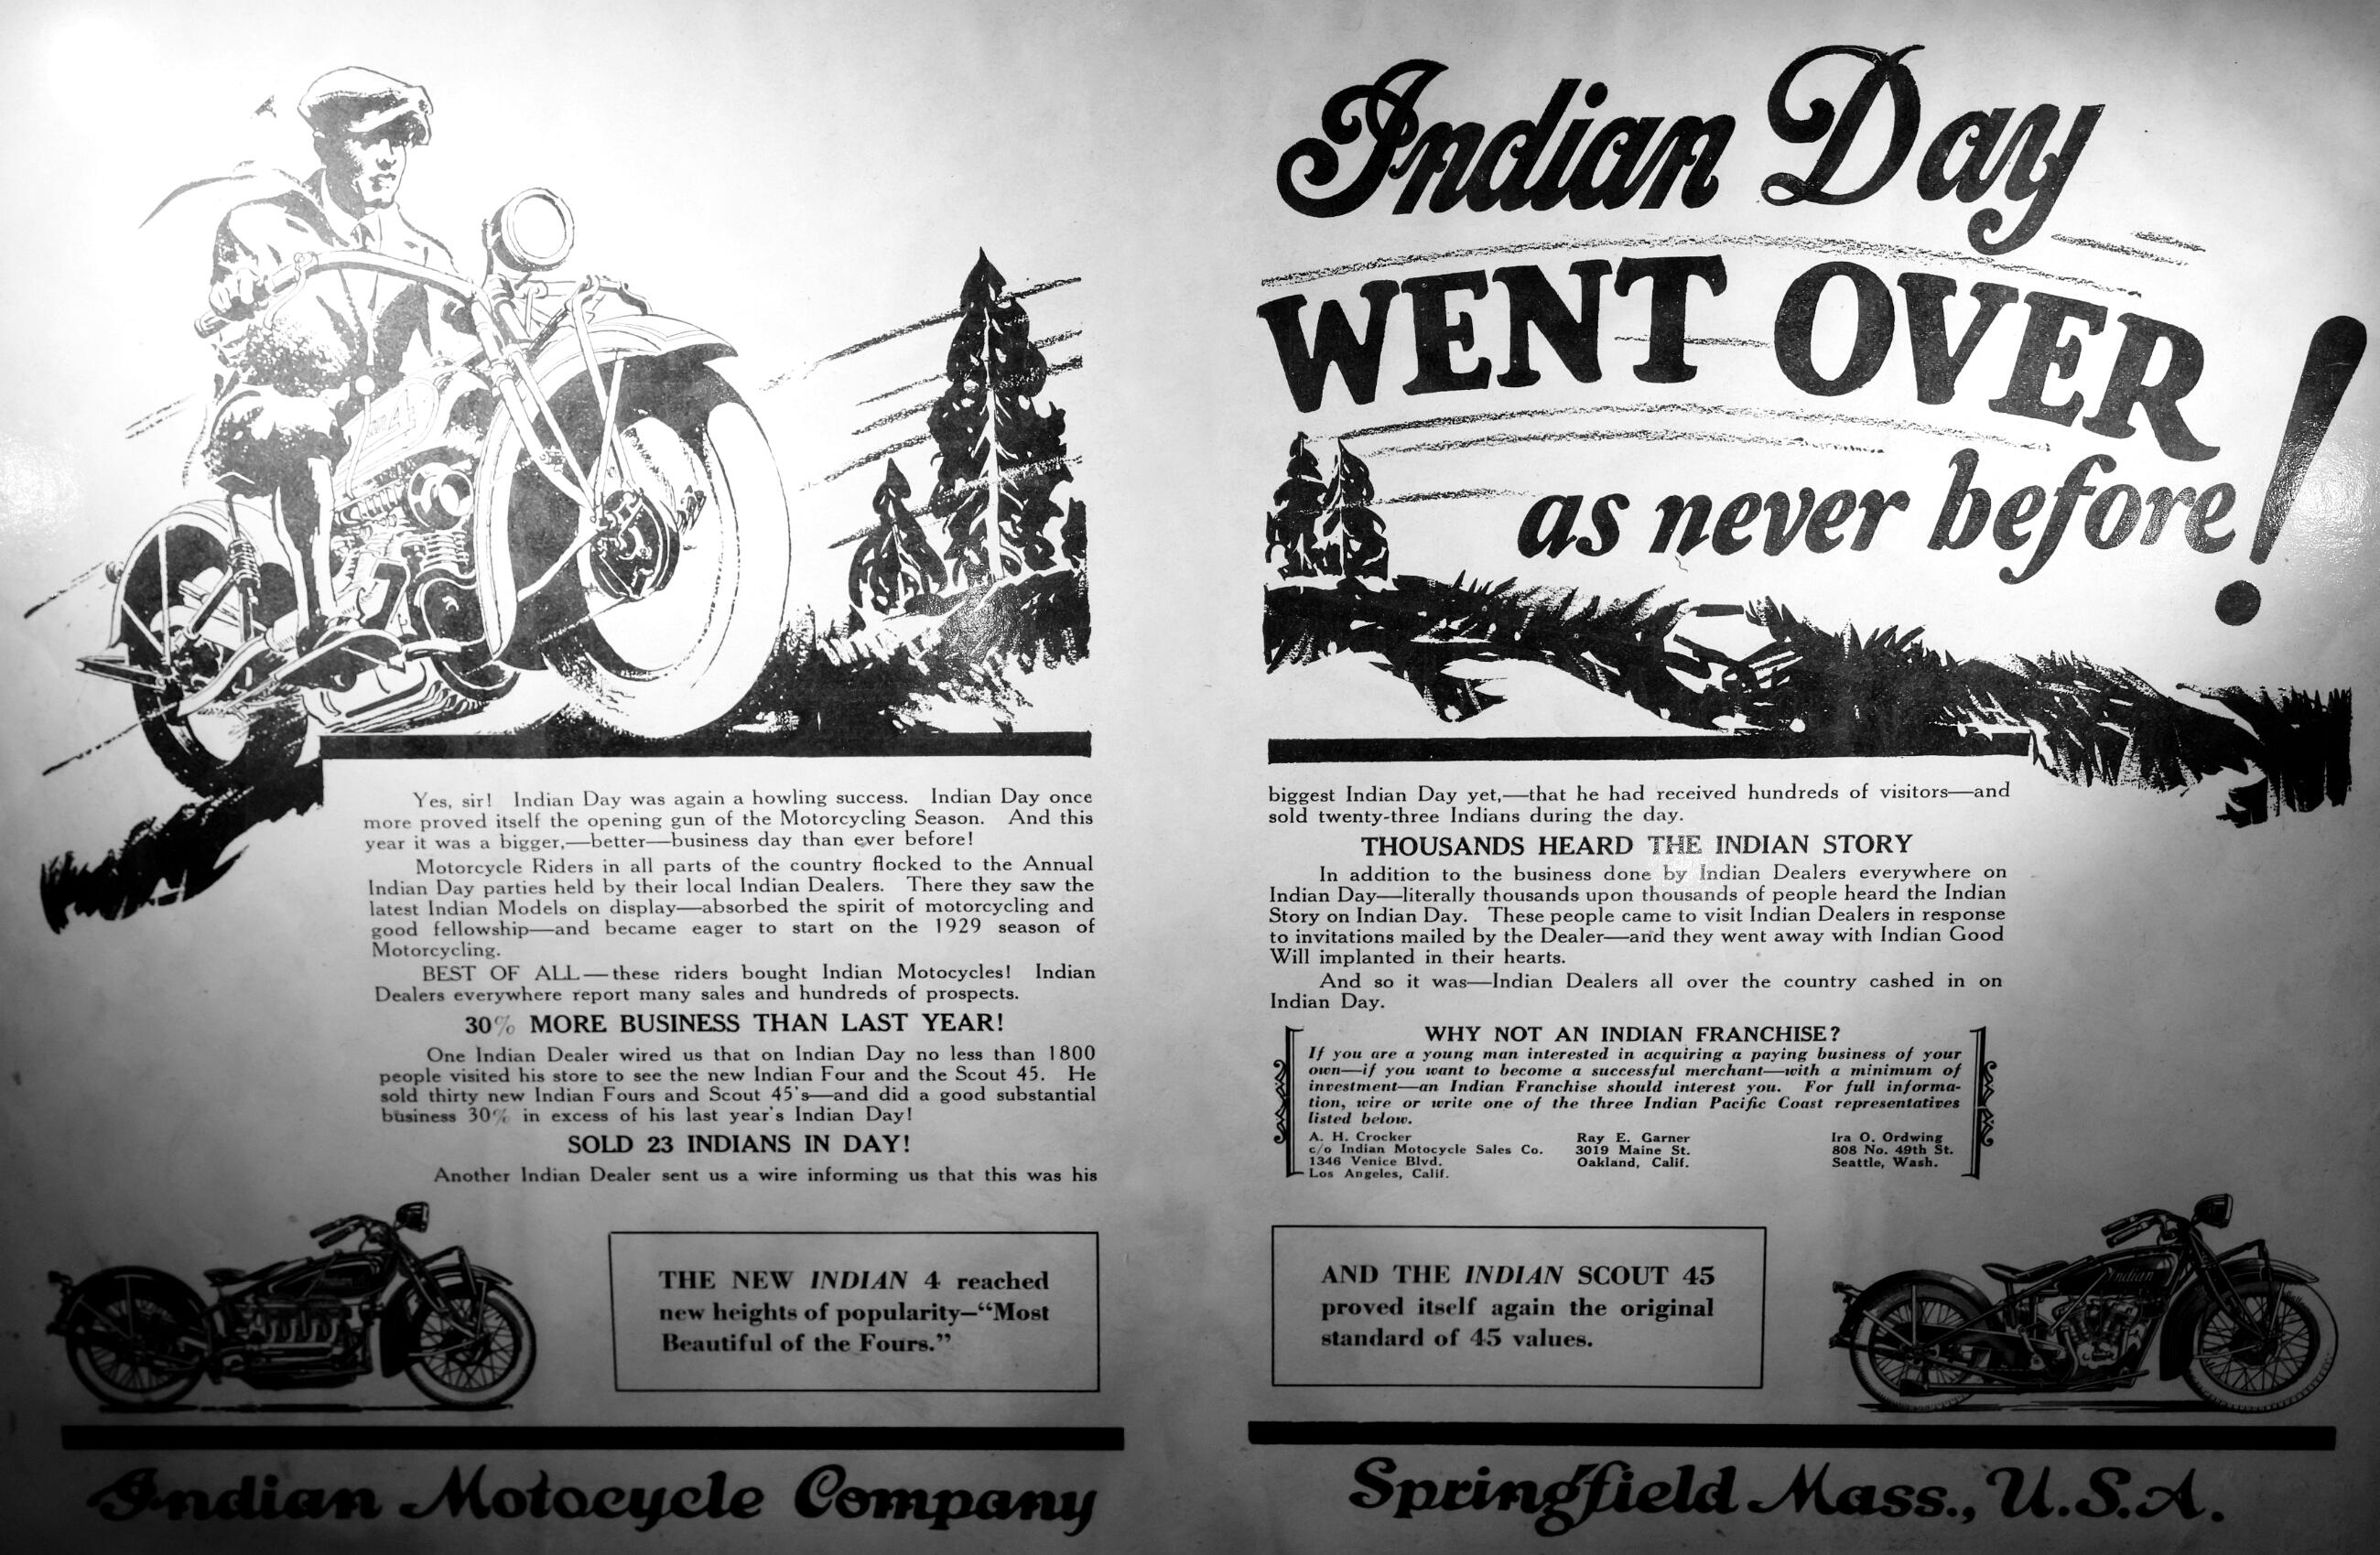 Indian Day
WENT OVER
as never before!
Yes, sir! Indian Day was again a howling success. Indian Day once
more proved itself the opening gun of the Motorcycling Season. And this
year it was a bigger,—better—business day than ever before!
Motorcycle Riders in all parts of the country flocked to the Annual
Indian Day parties held by their local Indian Dealers. There they saw the
latest Indian Models on display—absorbed the spirit of motorcycling and
good fellowship—and became eager to start on the 1929 season of
Motorcycling.
BEST OF ALL—these riders bought Indian Motocycles! Indian
Dealers everywhere report many sales and hundreds of prospects.
30% MORE BUSINESS THAN LAST YEAR!
One Indian Dealer wired us that on Indian Day no less than 1800
people visited his store to see the new Indian Four and the Scout 45. He
sold thirty new Indian Fours and Scout 45's—and did a good substantial
business 30% in excess of his last year's Indian Day!
SOLD 23 INDIANS IN DAY!
Another Indian Dealer sent us a wire informing us that this was his
biggest Indian Day yet,—that he had received hundreds of visitors—and
sold twenty-three Indians during the day.
THOUSANDS HEARD THE INDIAN STORY
In addition to the business done by Indian Dealers everywhere on
Indian Day—literally thousands upon thousands of people heard the Indian
Story on Indian Day. These people came to visit Indian Dealers in response
to invitations mailed by the Dealer—and they went away with Indian Good
Will implanted in their hearts.
And so it was—Indian Dealers all over the country cashed in on
Indian Day.
WHY NOT AN INDIAN FRANCHISE?
If you are a young man interested in acquiring a paying business of your
own—if you want to become a successful merchant—with a minimum of
investment—an Indian Franchise should interest you. For full informa-
tion, wire or write one of the three Indian Pacific Coast representatives
listed below.
A. H. Crocker
c/o Indian Motocycle Sales Co.
1346 Venice Blvd.
Los Angeles, Calif.
Ray E. Garner
3019 Maine St.
Oakland, Calif.
Ira O. Ordwing
808 No. 49th St.
Seattle, Wash.
THE NEW INDIAN 4 reached
new heights of popularity—“Most
Beautiful of the Fours.”
AND THE INDIAN SCOUT 45
proved itself again the original
standard of 45 values.
Indian
Indian Motocycle Company
Springfield Mass., U.S.A.